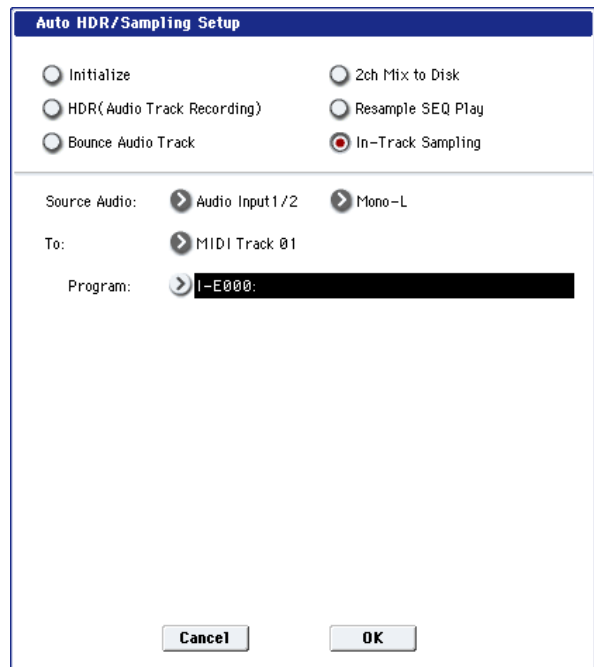 Auto HDR/Sampling Setup
Initialize
2ch Mix to Disk
HDR(Audio Track Recording)
Resample SEQ Play
Bounce Audio Track
In-Track Sampling
Source Audio: Audio Input1/2 Mono-L
To: MIDI Track 01
Program: I-E000:
Cancel OK